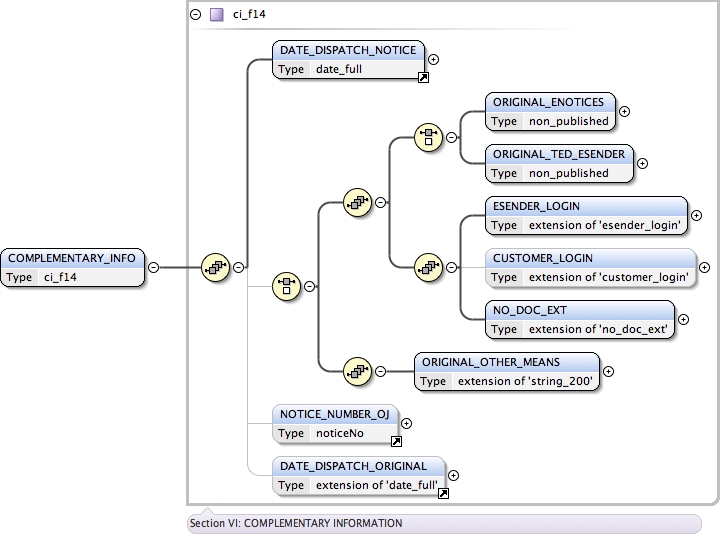 ci_f14
DATE_DISPATCH_NOTICE
Type date_full
ORIGINAL_ENOTICES
Type non_published
ORIGINAL_TED_ESENDER
Type non_published
ESENDER_LOGIN
Type extension of 'esender_login'
COMPLEMENTARY_INFO
Type ci_f14
CUSTOMER_LOGIN
Type extension of 'customer_login'
NO_DOC_EXT
Type extension of 'no_doc_ext'
ORIGINAL_OTHER_MEANS
Type extension of 'string_200'
NOTICE_NUMBER_OJ
Type noticeNo
DATE_DISPATCH_ORIGINAL
Type extension of 'date_full'
Section VI: COMPLEMENTARY INFORMATION